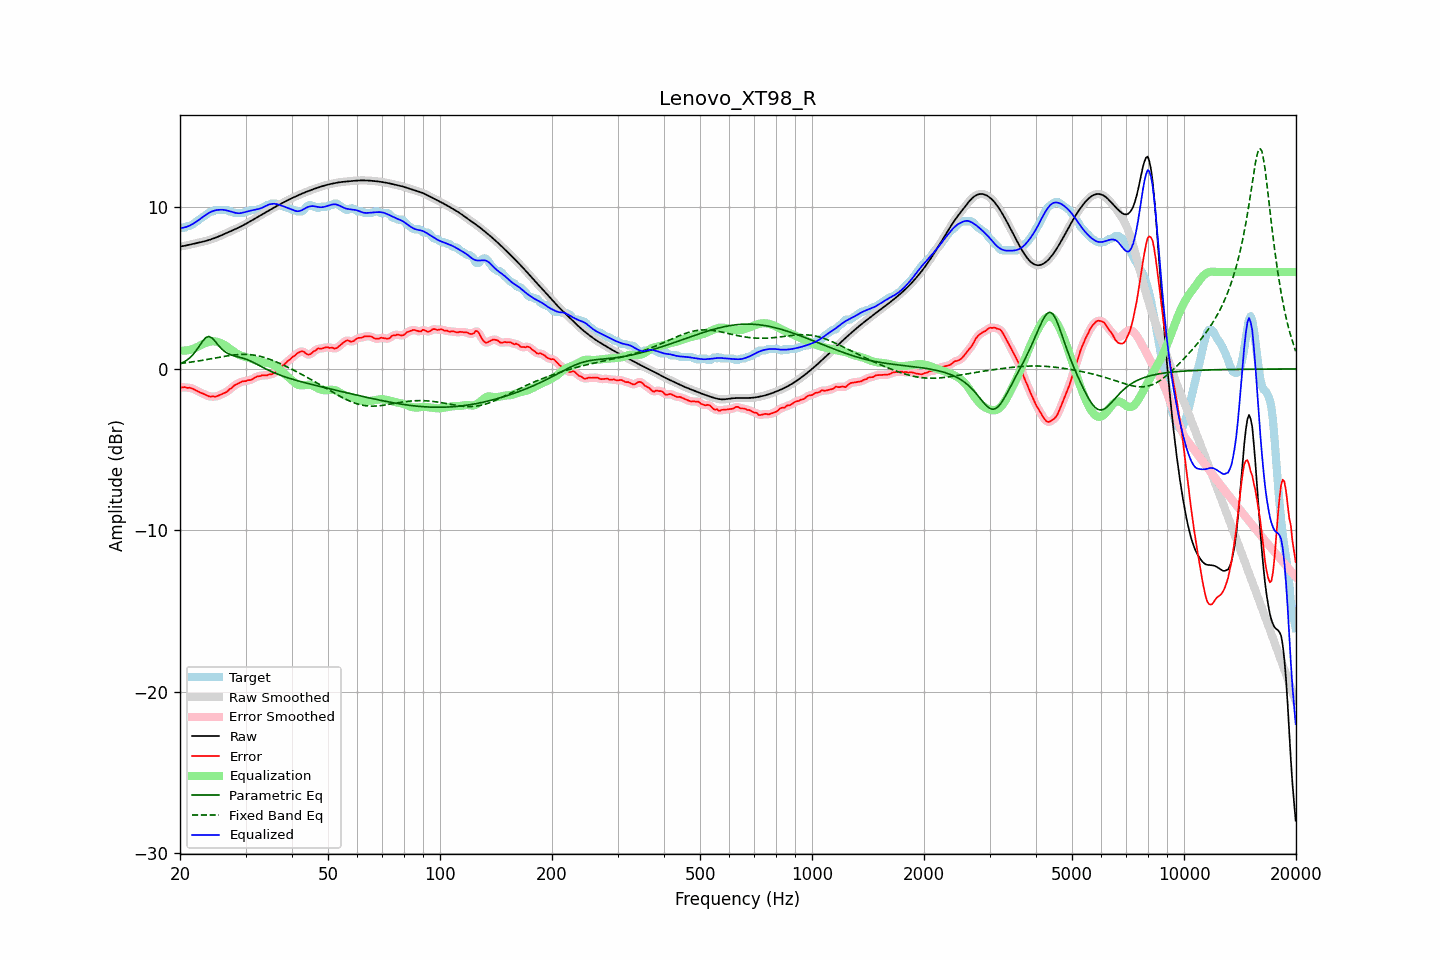 Lenovo_XT98_R
Amplitude (dBr)
10
0
−10
−20
−30
Target
Raw Smoothed
Error Smoothed
Raw
Error
Equalization
Parametric Eq
Fixed Band Eq
Equalized
20 50 100 200 500 1000 2000 5000 10000 20000
Frequency (Hz)